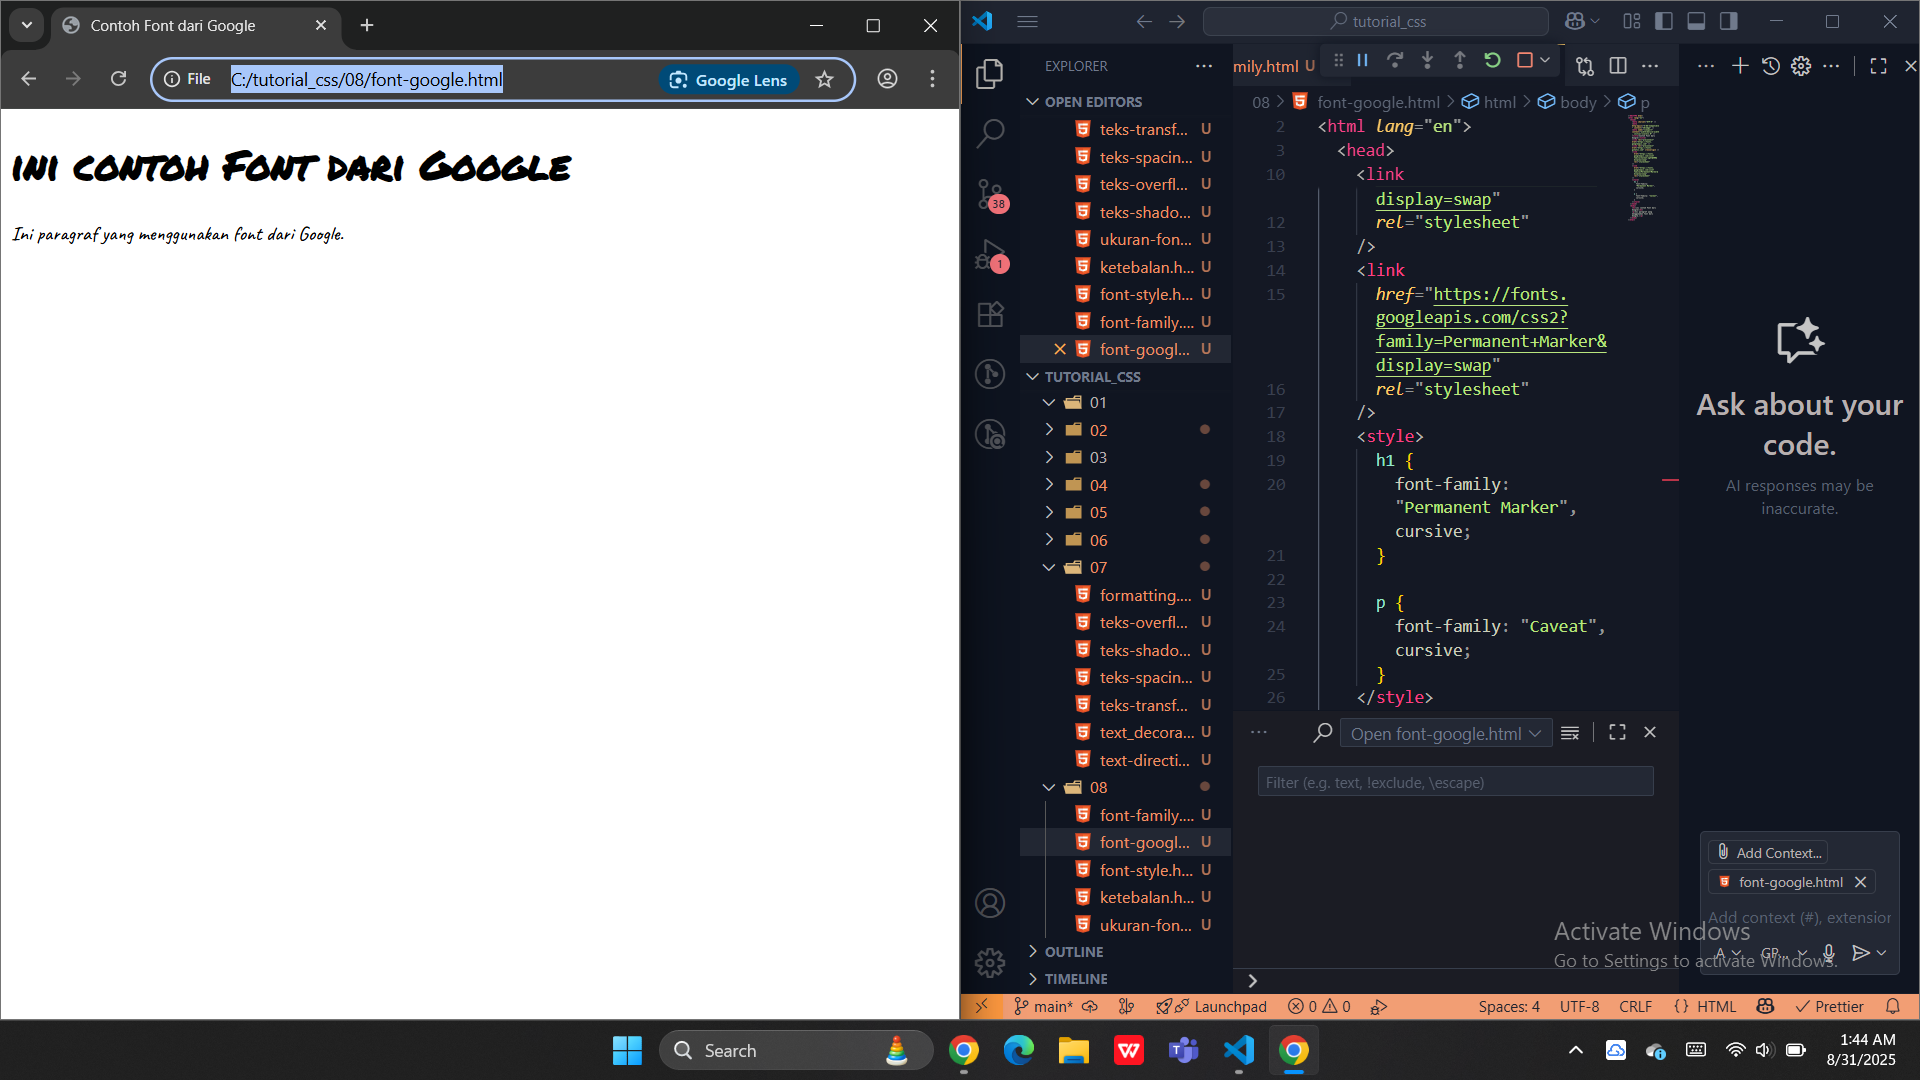 Contoh Font dari Google
File
C:/tutorial_css/08/font-google.html
Google Lens
ini contoh Font dari Google
Ini paragraf yang menggunakan font dari Google.
tutorial_css
EXPLORER
OPEN EDITORS
teks-transf... U
teks-spacin... U
teks-overfl... U
teks-shado... U
ukuran-fon... U
ketebalan.h... U
font-style.h... U
font-family.... U
font-googl... U
TUTORIAL_CSS
01
02
03
04
05
06
07
formatting.... U
teks-overfl... U
teks-shado... U
teks-spacin... U
teks-transf... U
text_decora... U
text-directi... U
08
font-family.... U
font-googl... U
font-style.h... U
ketebalan.h... U
ukuran-fon... U
OUTLINE
TIMELINE
38
1
mily.html U
08 > font-google.html > html > body > p
2 <html lang="en">
3 <head>
10 <link
display=swap"
12 rel="stylesheet"
13 />
14 <link
15 href="https://fonts.
googleapis.com/css2?
family=Permanent+Marker&
display=swap"
16 rel="stylesheet"
17 />
18 <style>
19 h1 {
20 font-family:
"Permanent Marker",
cursive;
21 }
22
23 p {
24 font-family: "Caveat",
cursive;
25 }
26 </style>
Open font-google.html
Filter (e.g. text, !exclude, \escape)
Ask about your
code.
AI responses may be
inaccurate.
Add Context...
font-google.html
Add context (#), extension
A
GP...
Activate Windows
Go to Settings to activate Windows.
main*
Launchpad
0
0
Spaces: 4
UTF-8
CRLF
{} HTML
Prettier
Search
1:44 AM
8/31/2025